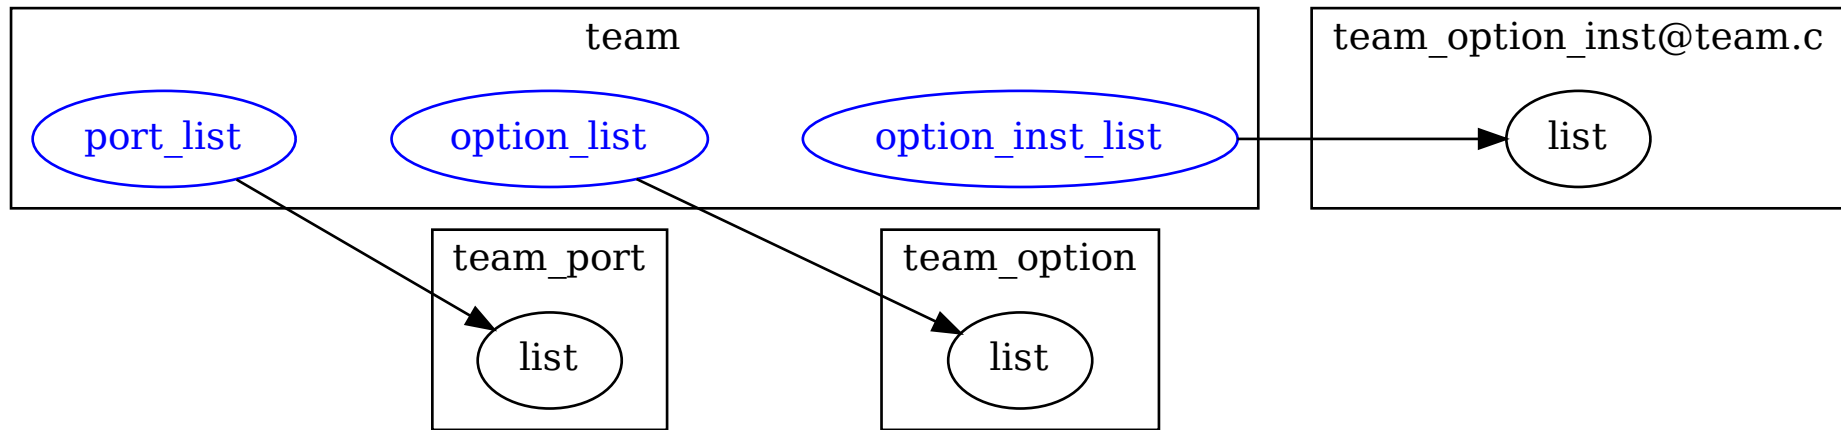 team
team_option_inst@team.c
port_list
option_list
option_inst_list
list
team_port
team_option
list
list